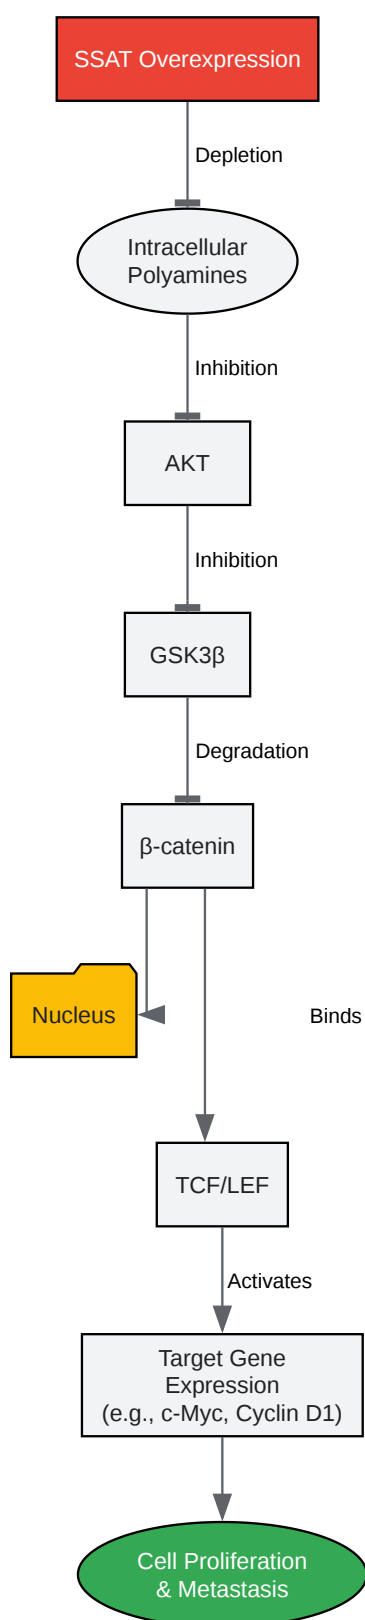 SSAT Overexpression
Depletion
Intracellular
Polyamines
Inhibition
AKT
Inhibition
GSK3β
Degradation
β-catenin
Nucleus
Binds
TCF/LEF
Activates
Target Gene
Expression
(e.g., c-Myc, Cyclin D1)
Cell Proliferation
& Metastasis